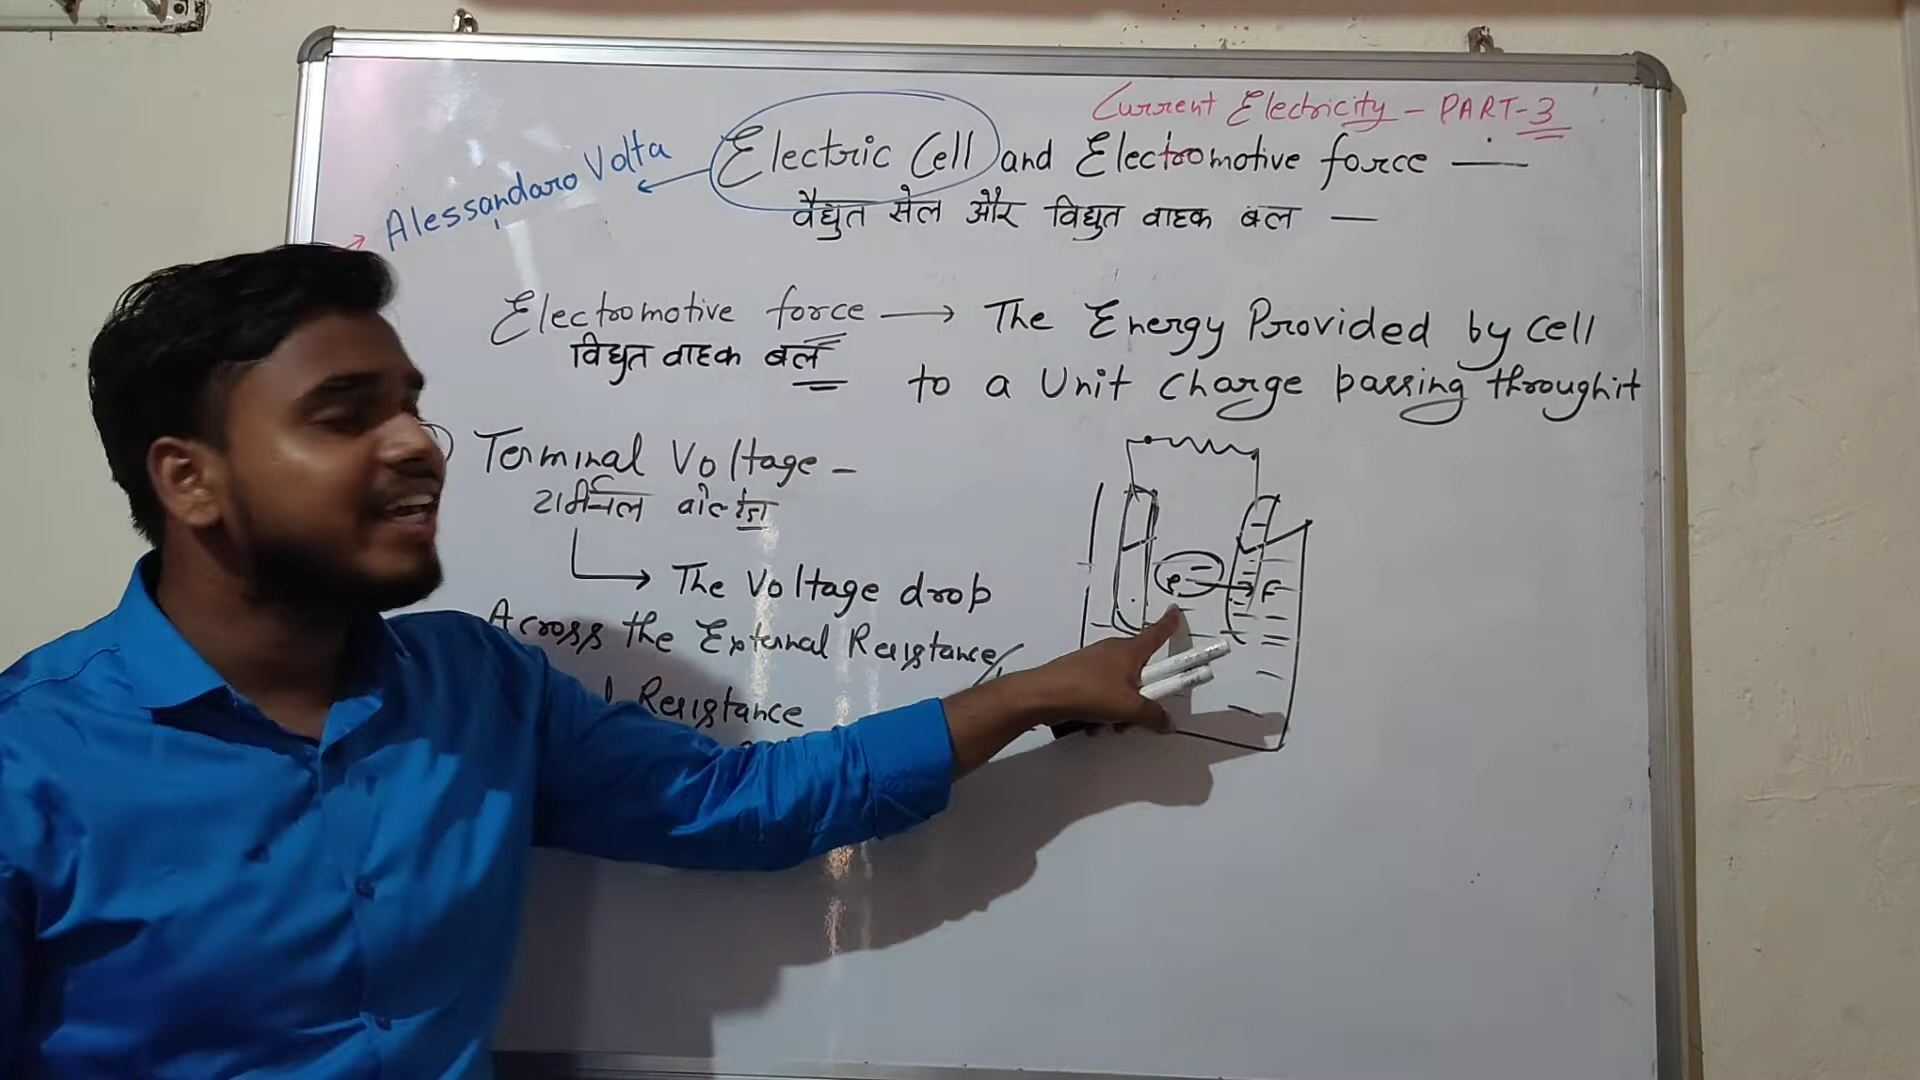 Current Electricity - PART-3
Electric Cell and Electromotive force —
Alessandaro Volta
वैद्युत सेल और विद्युत वाहक बल —
Electromotive force → The Energy Provided by cell
विद्युत वाहक बल
to a Unit Charge passing through it
Terminal Voltage -
टर्मिनल वोल्टेज
→ The Voltage drop
Across the External Resistance/
Resistance
e